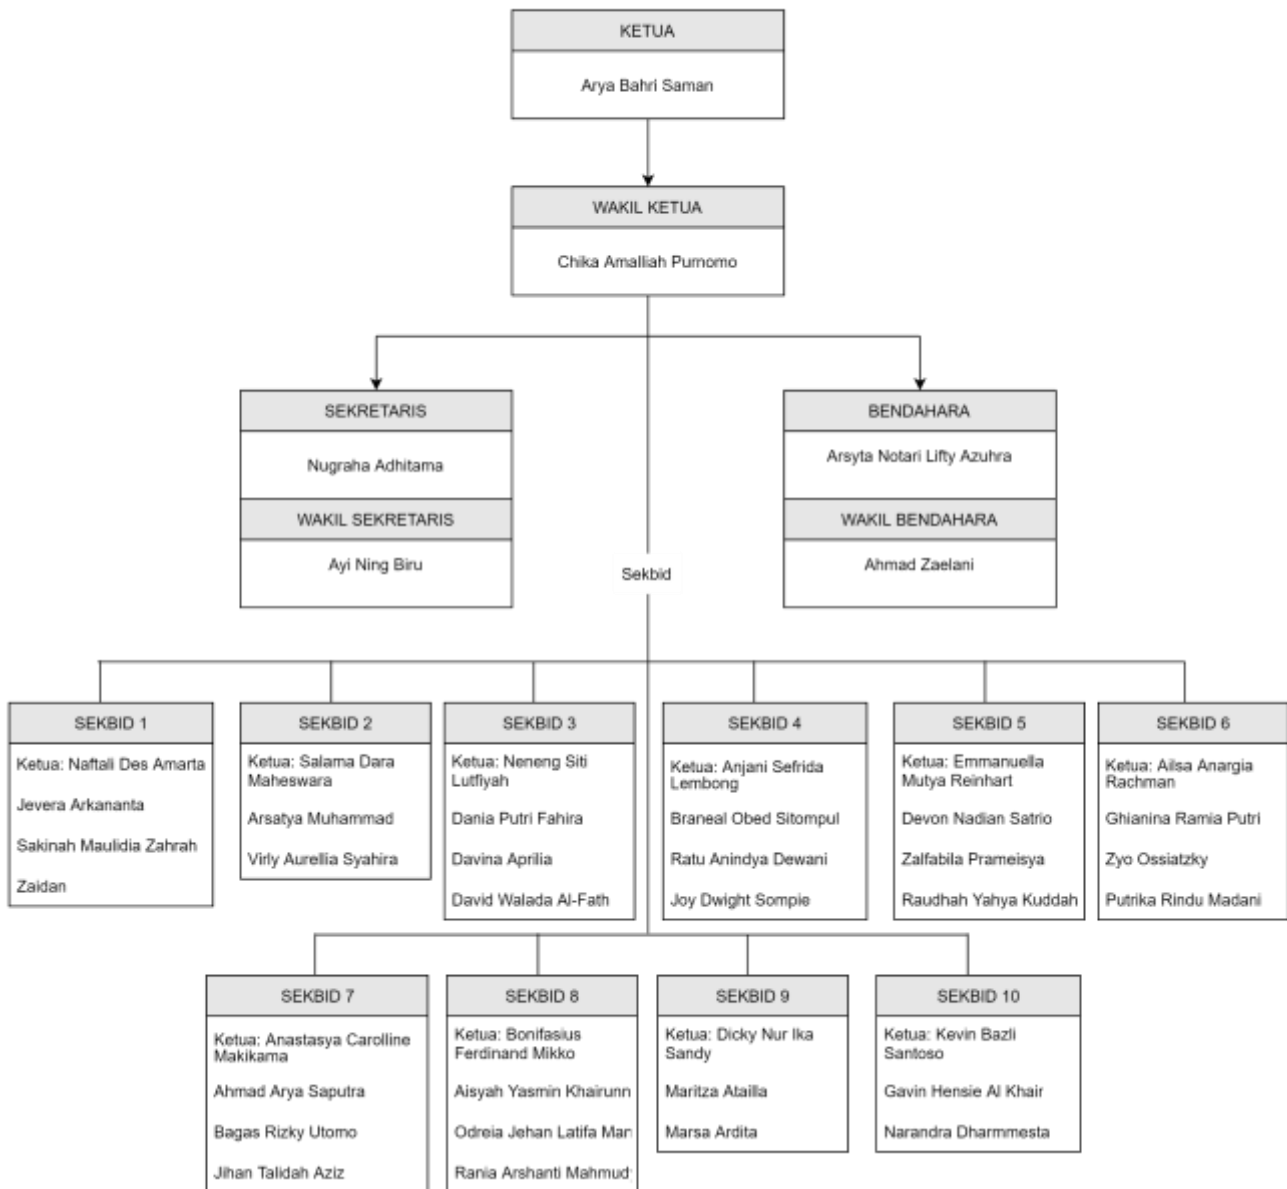 KETUA
Arya Bahri Saman
WAKIL KETUA
Chika Amalliah Purnomo
SEKRETARIS
Nugraha Adhitama
WAKIL SEKRETARIS
Ayi Ning Biru
BENDAHARA
Arsyta Notari Lifty Azuhra
WAKIL BENDAHARA
Ahmad Zaelani
Sekbid
SEKBID 1
Ketua: Naftali Des Amarta
Jevera Arkananta
Sakinah Maulidia Zahrah
Zaidan
SEKBID 2
Ketua: Salama Dara
Maheswara
Arsatya Muhammad
Virly Aurellia Syahira
SEKBID 3
Ketua: Neneng Siti
Lutfiyah
Dania Putri Fahira
Davina Aprilia
David Walada Al-Fath
SEKBID 4
Ketua: Anjani Sefrida
Lembong
Braneal Obed Sitompul
Ratu Anindya Dewani
Joy Dwight Sompie
SEKBID 5
Ketua: Emmanuella
Mutya Reinhart
Devon Nadian Satrio
Zalfabila Prameisya
Raudhah Yahya Kuddah
SEKBID 6
Ketua: Ailsa Anargia
Rachman
Ghianina Ramia Putri
Zyo Ossiatzky
Putrika Rindu Madani
SEKBID 7
Ketua: Anastasya Carolline
Makikama
Ahmad Arya Saputra
Bagas Rizky Utomo
Jihan Talidah Aziz
SEKBID 8
Ketua: Bonifasius
Ferdinand Mikko
Aisyah Yasmin Khairunn
Odreia Jehan Latifa
Rania Arshanti Mahmud
SEKBID 9
Ketua: Dicky Nur Ika
Sandy
Maritza Atailla
Marsa Ardita
SEKBID 10
Ketua: Kevin Bazli
Santoso
Gavin Hensie Al Khair
Narandra Dharmmesta